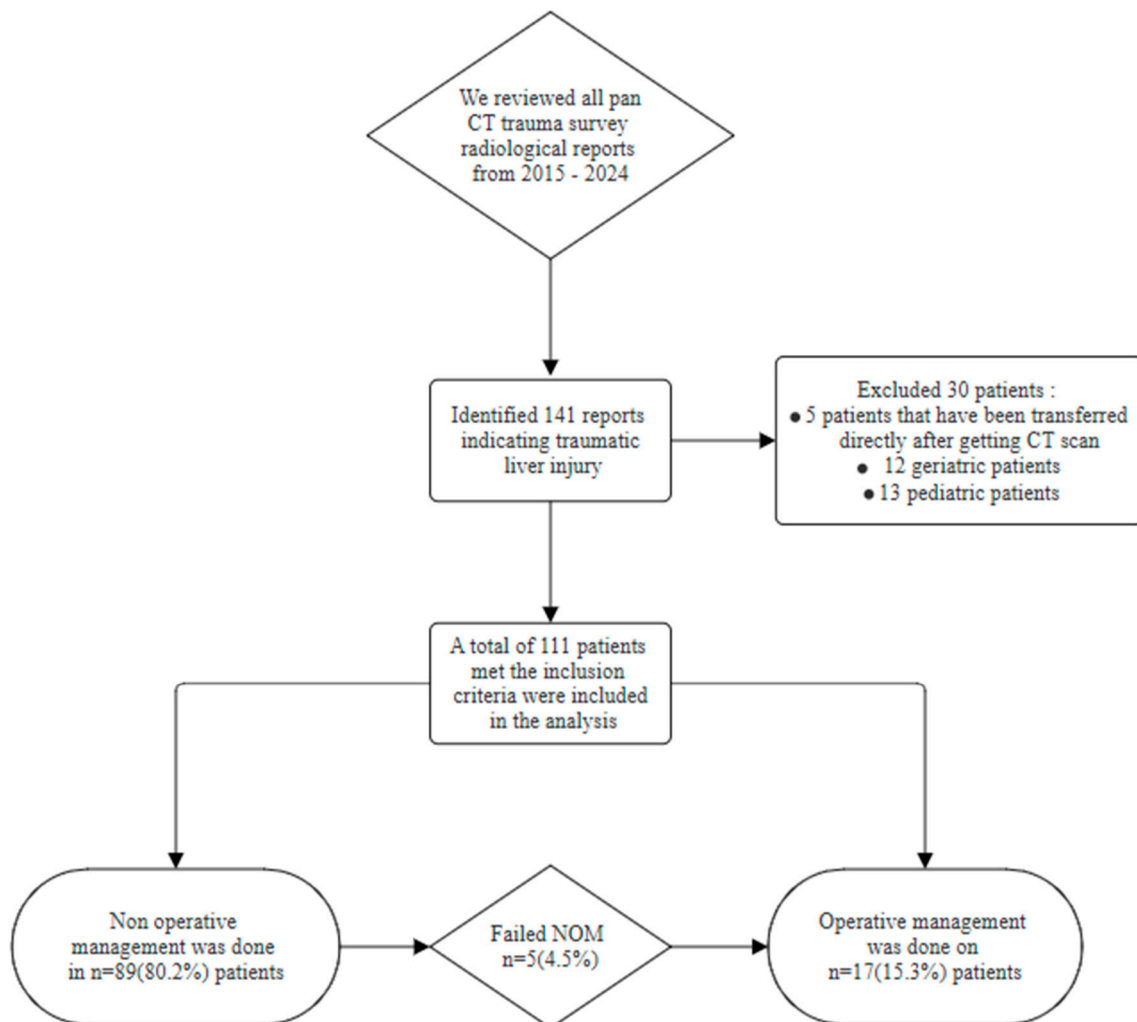 We reviewed all pan
CT trauma survey
radiological reports
from 2015 - 2024
Identified 141 reports
indicating traumatic
liver injury
Excluded 30 patients :
● 5 patients that have been transferred
directly after getting CT scan
● 12 geriatric patients
● 13 pediatric patients
A total of 111 patients
met the inclusion
criteria were included
in the analysis
Non operative
management was done
in n=89(80.2%) patients
Failed NOM
n=5(4.5%)
Operative management
was done on
n=17(15.3%) patients